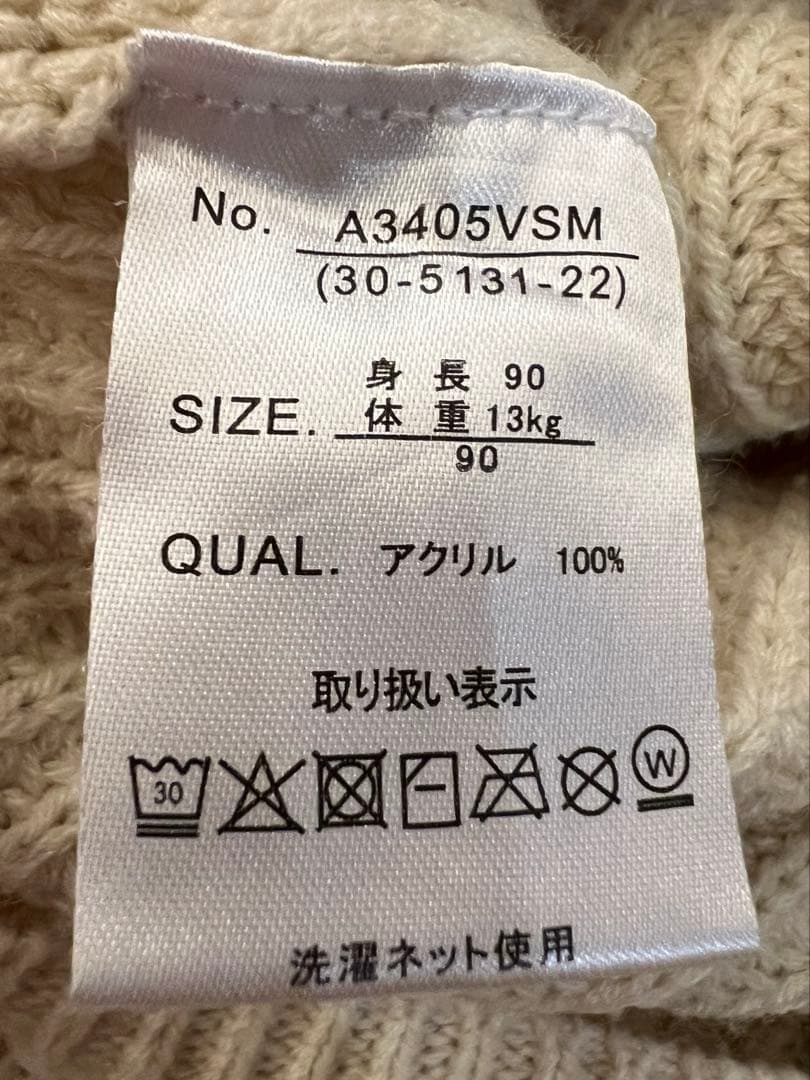 No. A3405VSM
(30-5131-22)
身 長 90
SIZE. 体 重 13kg
90
QUAL. アクリル 100%
取り扱い表示
30
W
洗濯ネット使用